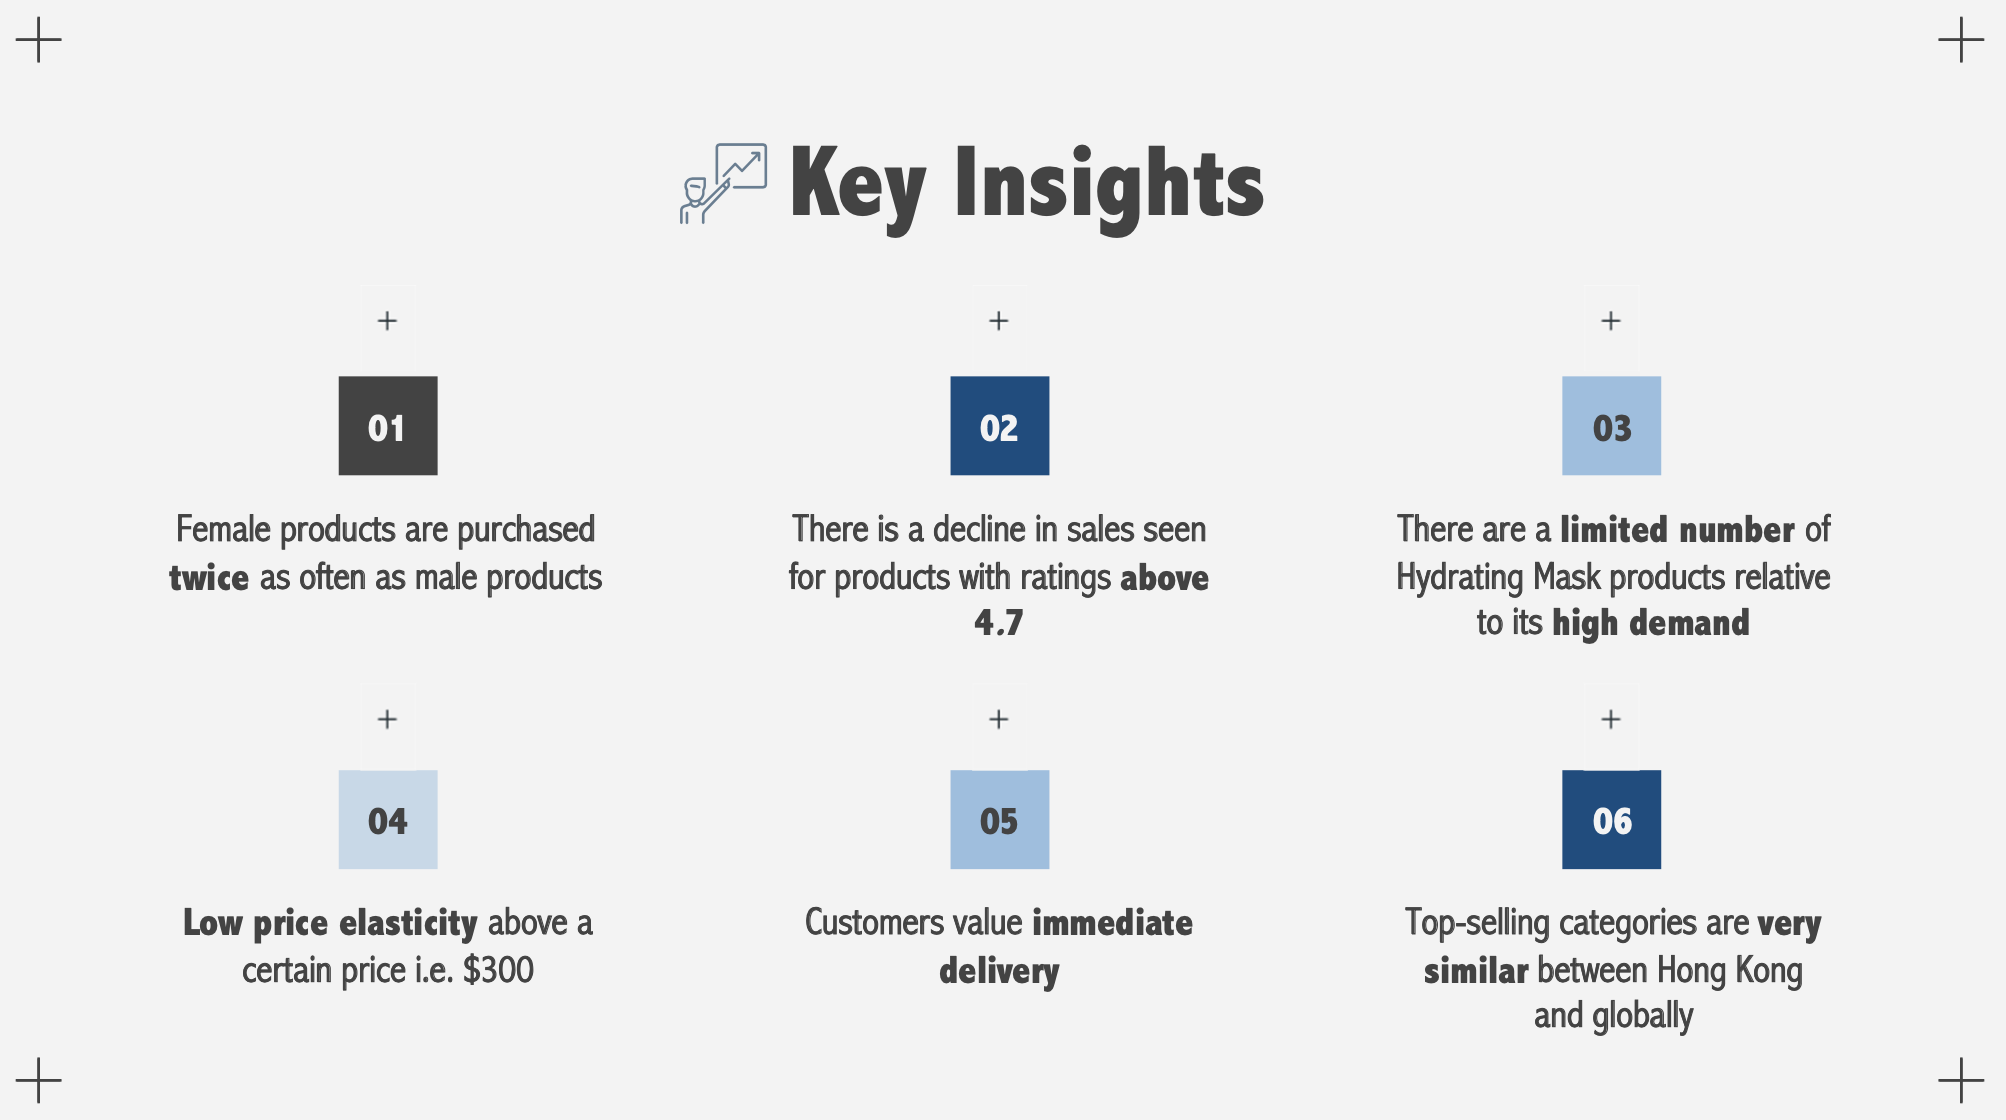 Key Insights
01
Female products are purchased
twice as often as male products
02
There is a decline in sales seen
for products with ratings above
4.7
03
There are a limited number of
Hydrating Mask products relative
to its high demand
04
Low price elasticity above a
certain price i.e. $300
05
Customers value immediate
delivery
06
Top-selling categories are very
similar between Hong Kong
and globally